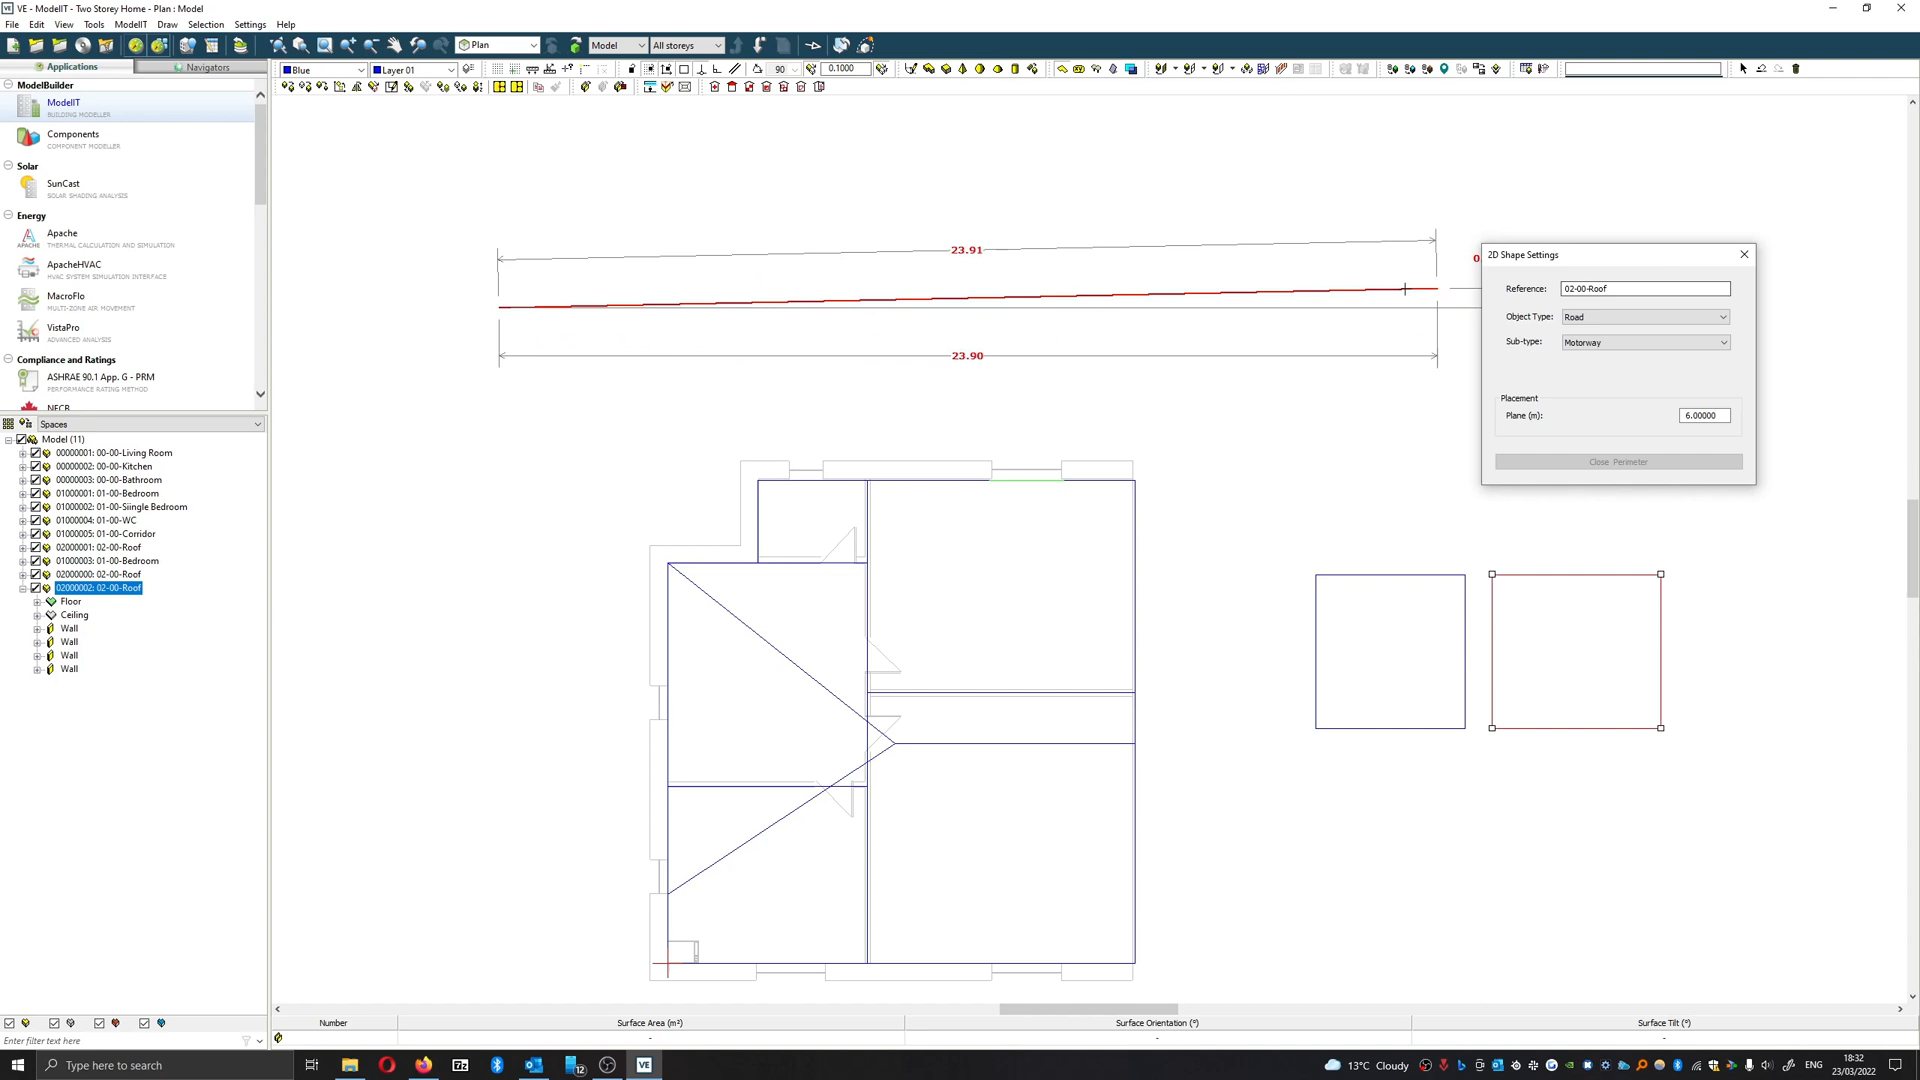 VE - ModelIT - Two Storey Home - Plan : Model
File Edit View Tools ModelIT Draw Selection Settings Help
Plan Model All storeys
Applications Navigators
Blue Layer 01 90 0.1000
ModelBuilder
ModelIT
BUILDING MODELLER
Components
COMPONENT MODELLER
Solar
SunCast
SOLAR SHADING ANALYSIS
Energy
APACHE
Apache
THERMAL CALCULATION AND SIMULATION
ApacheHVAC
HVAC SYSTEM SIMULATION INTERFACE
MacroFlo
MULTI-ZONE AIR MOVEMENT
VistaPro
ADVANCED ANALYSIS
Compliance and Ratings
ASHRAE 90.1 App. G - PRM
PERFORMANCE RATING METHOD
NECB
Spaces
Model (11)
00000001: 00-00-Living Room
00000002: 00-00-Kitchen
00000003: 00-00-Bathroom
01000001: 01-00-Bedroom
01000002: 01-00-Siingle Bedroom
01000004: 01-00-WC
01000005: 01-00-Corridor
02000001: 02-00-Roof
01000003: 01-00-Bedroom
02000000: 02-00-Roof
02000002: 02-00-Roof
Floor
Ceiling
Wall
Wall
Wall
Wall
Enter filter text here
23.91
0.
23.90
2D Shape Settings
Reference: 02-00-Roof
Object Type: Road
Sub-type: Motorway
Placement
Plane (m): 6.00000
Close Perimeter
Number Surface Area (m²) Surface Orientation (°) Surface Tilt (°)
- - -
Type here to search
7z
12
VE
13°C Cloudy
ENG
18:32
23/03/2022